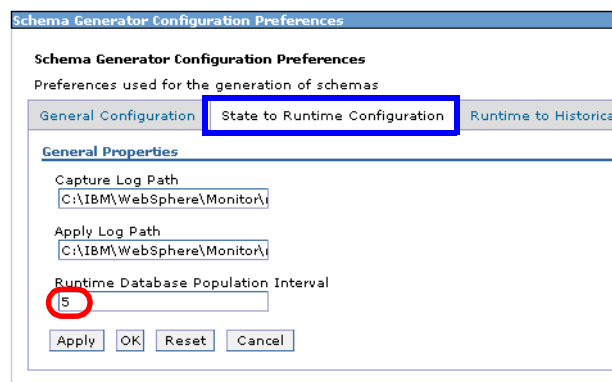 Schema Generator Configuration Preferences
Schema Generator Configuration Preferences
Preferences used for the generation of schemas
General Configuration State to Runtime Configuration Runtime to Historica
General Properties
Capture Log Path
C:\IBM\WebSphere\Monitor\
Apply Log Path
C:\IBM\WebSphere\Monitor\
Runtime Database Population Interval
5
Apply OK Reset Cancel